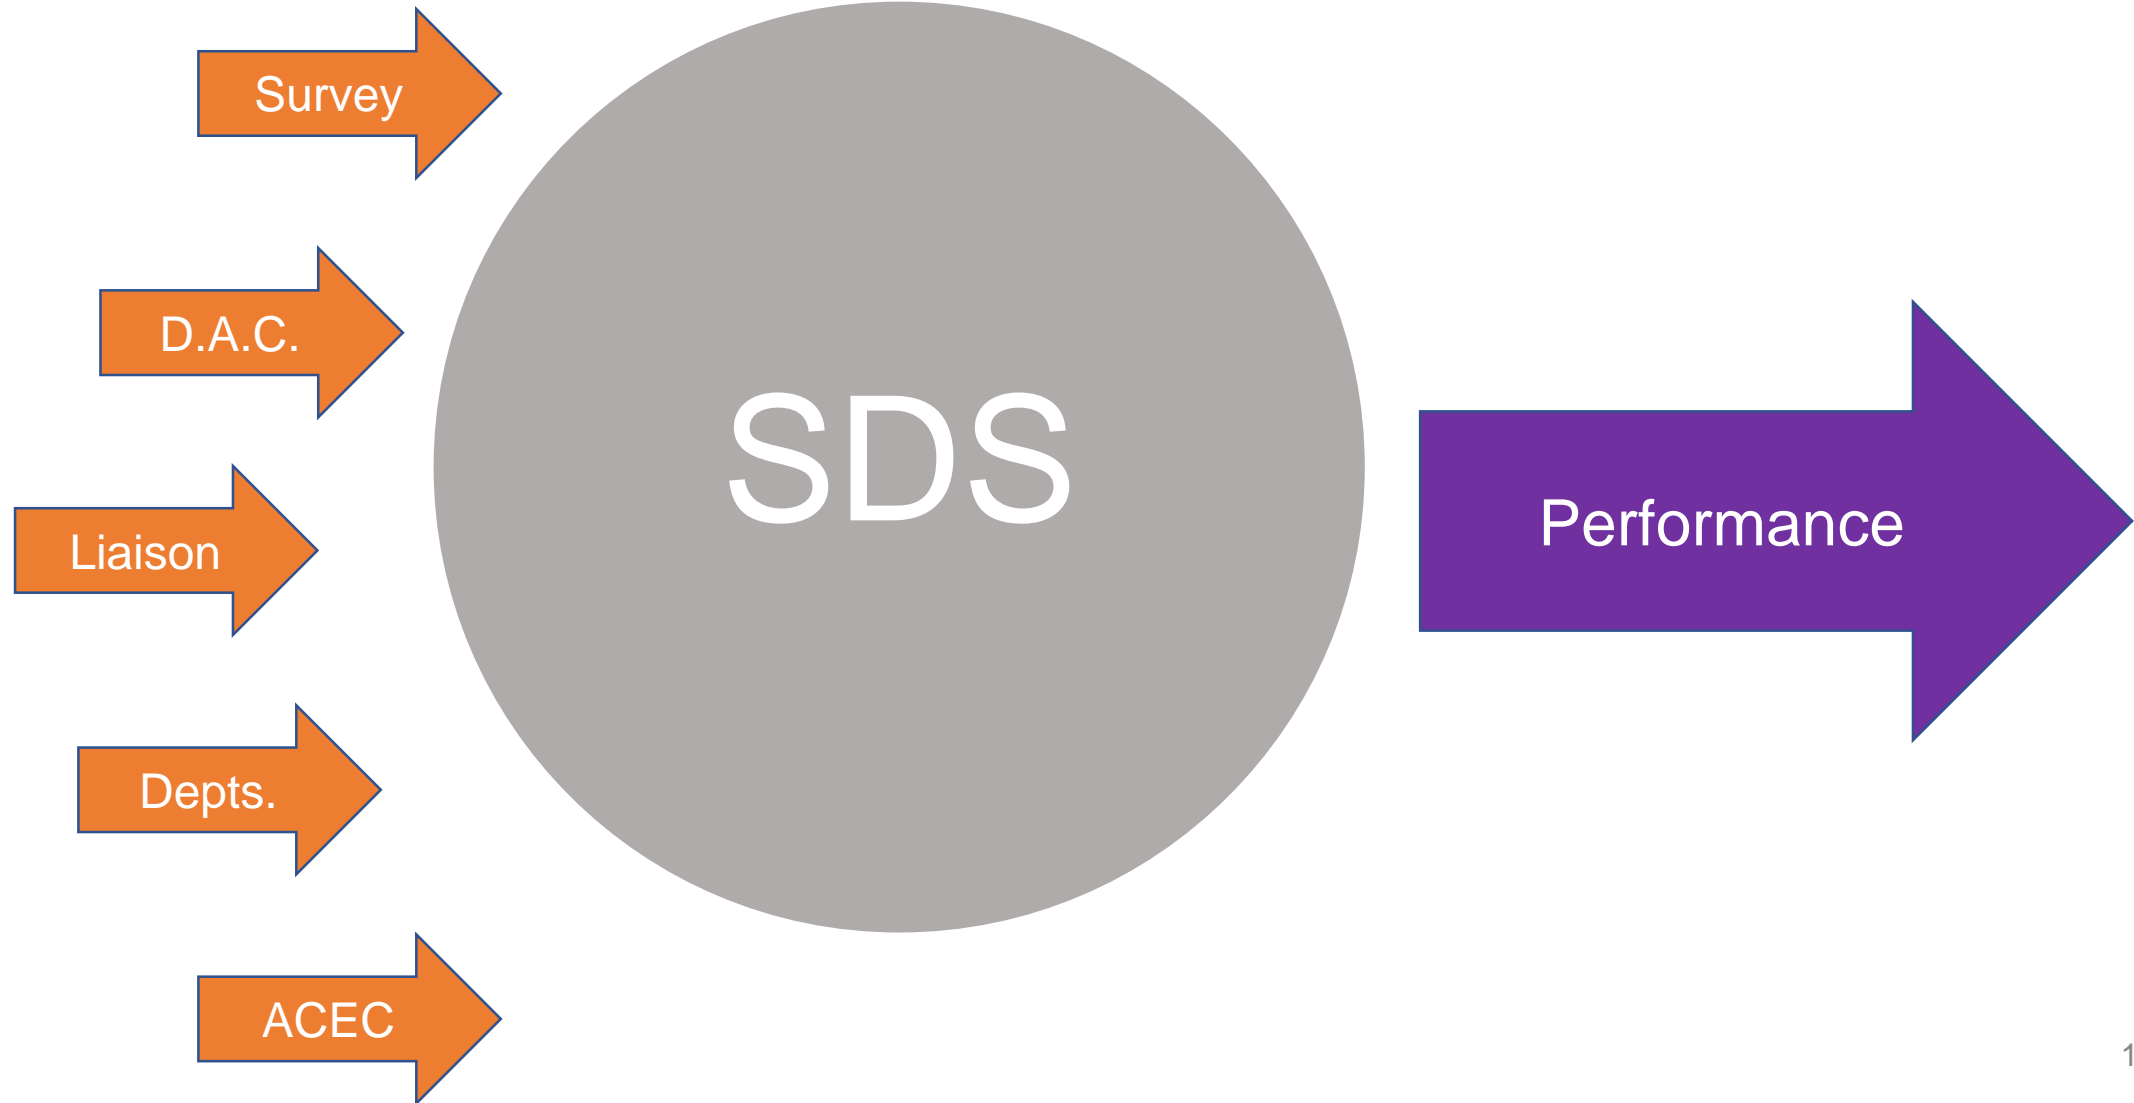 Survey
D.A.C.
Liaison
Depts.
ACEC
SDS
Performance
1